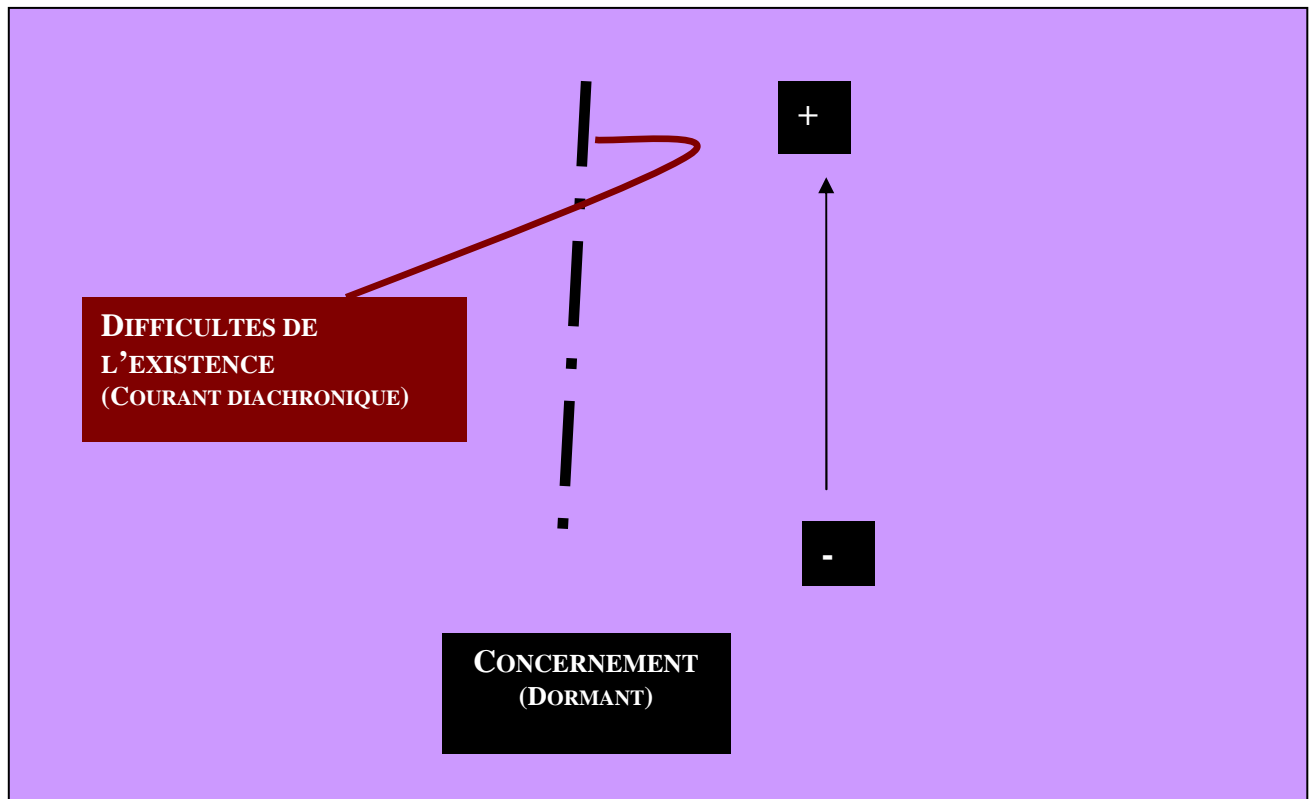 +
DIFFICULTES DE
L’EXISTENCE
(COURANT DIACHRONIQUE)
-
CONCERNEMENT
(DORMANT)